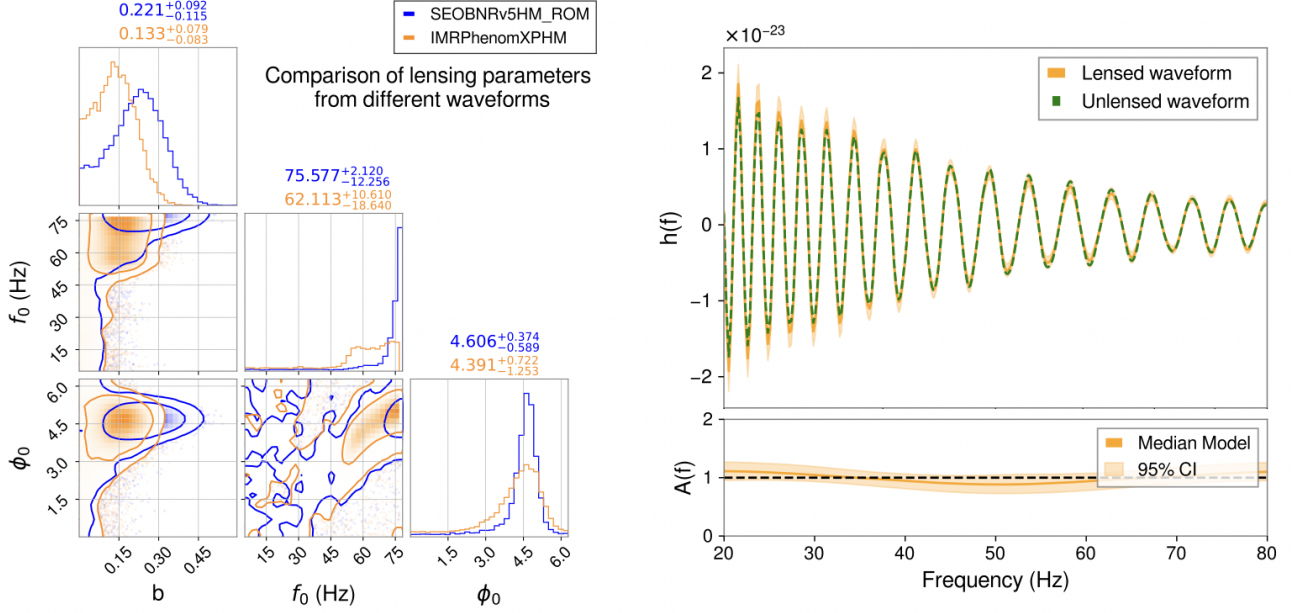 0.221+0.092−0.115
0.133+0.079−0.083
SEOBNRv5HM_ROM
IMRPhenomXPHM
Comparison of lensing parameters
from different waveforms
75.577+2.120−12.256
62.113+10.610−18.640
75
60
45
30
15
f0 (Hz)
4.606+0.374−0.589
4.391+0.722−1.253
6.0
4.5
3.0
1.5
ϕ0
0.15
0.30
0.45
b
15
30
45
60
75
f0 (Hz)
1.5
3.0
4.5
6.0
ϕ0
×10−23
2
1
0
−1
−2
h(f)
Lensed waveform
Unlensed waveform
2
1
0
A(f)
Median Model
95% CI
20
30
40
50
60
70
80
Frequency (Hz)